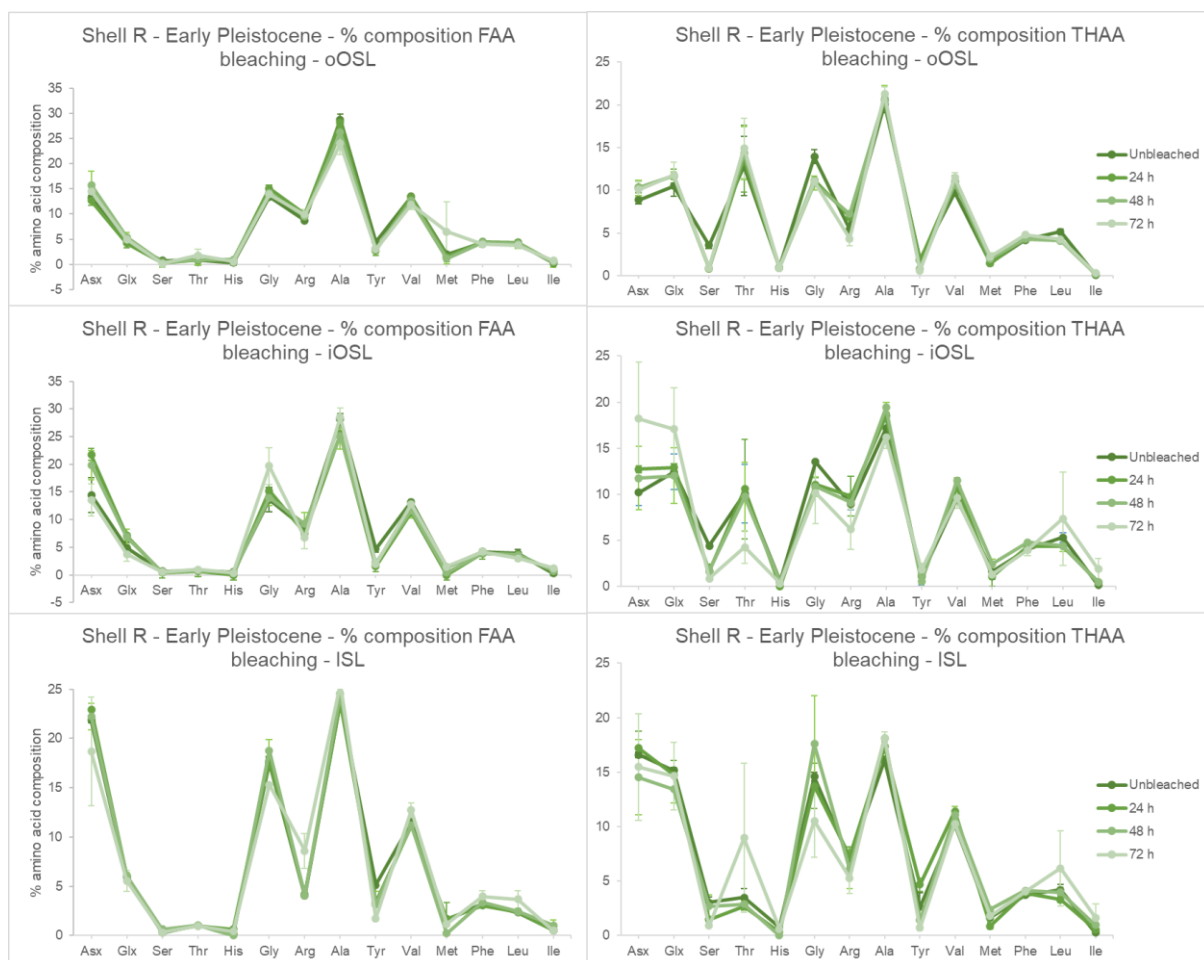 Shell R - Early Pleistocene - % composition FAA
bleaching - oOSL
% amino acid composition
35
30
25
20
15
10
5
0
-5
Asx Glx Ser Thr His Gly Arg Ala Tyr Val Met Phe Leu Ile
Shell R - Early Pleistocene - % composition THAA
bleaching - oOSL
25
20
15
10
5
0
Asx Glx Ser Thr His Gly Arg Ala Tyr Val Met Phe Leu Ile
Unbleached
24 h
48 h
72 h
Shell R - Early Pleistocene - % composition FAA
bleaching - iOSL
% amino acid composition
35
30
25
20
15
10
5
0
-5
Asx Glx Ser Thr His Gly Arg Ala Tyr Val Met Phe Leu Ile
Shell R - Early Pleistocene - % composition THAA
bleaching - iOSL
25
20
15
10
5
0
Asx Glx Ser Thr His Gly Arg Ala Tyr Val Met Phe Leu Ile
Unbleached
24 h
48 h
72 h
Shell R - Early Pleistocene - % composition FAA
bleaching - ISL
% amino acid composition
25
20
15
10
5
0
Asx Glx Ser Thr His Gly Arg Ala Tyr Val Met Phe Leu Ile
Shell R - Early Pleistocene - % composition THAA
bleaching - ISL
25
20
15
10
5
0
Asx Glx Ser Thr His Gly Arg Ala Tyr Val Met Phe Leu Ile
Unbleached
24 h
48 h
72 h